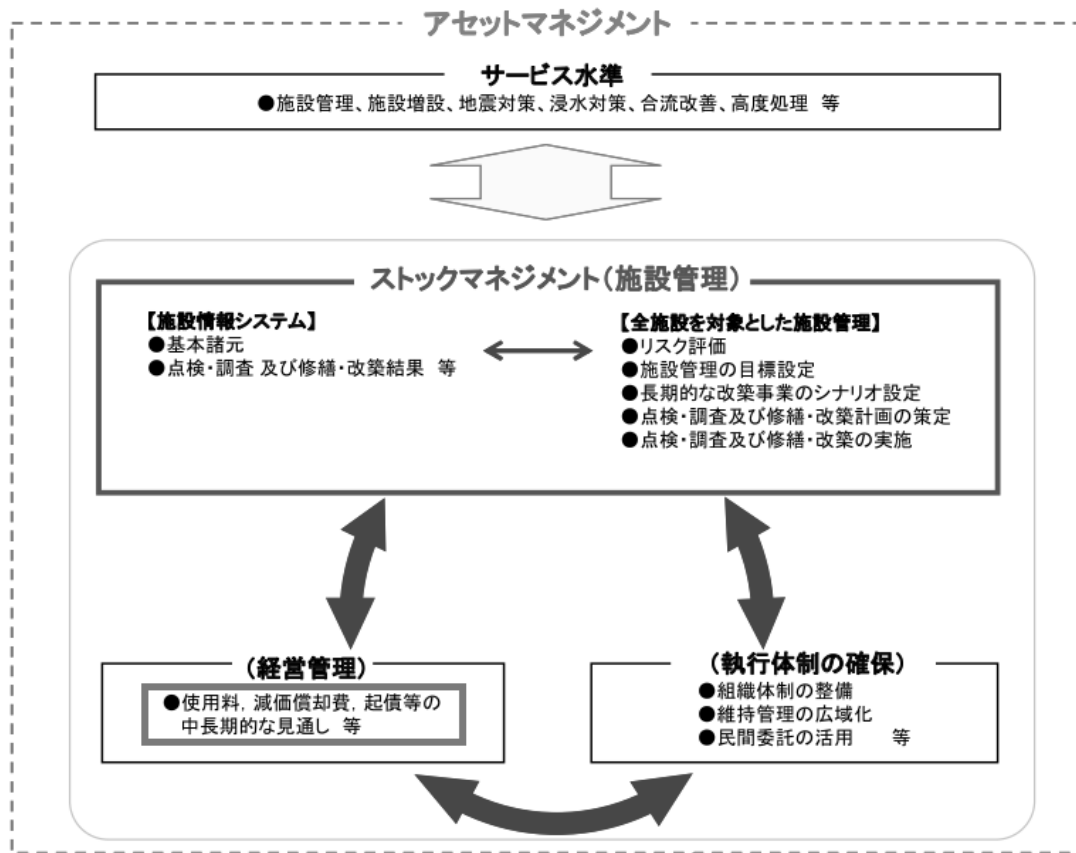 アセットマネジメント
サービス水準
●施設管理、施設増設、地震対策、浸水対策、合流改善、高度処理 等
ストックマネジメント(施設管理)
【施設情報システム】
●基本諸元
●点検・調査 及び修繕・改築結果 等
【全施設を対象とした施設管理】
●リスク評価
●施設管理の目標設定
●長期的な改築事業のシナリオ設定
●点検・調査及び修繕・改築計画の策定
●点検・調査及び修繕・改築の実施
(経営管理)
●使用料, 減価償却費, 起債等の
中長期的な見通し 等
(執行体制の確保)
●組織体制の整備
●維持管理の広域化
●民間委託の活用 等